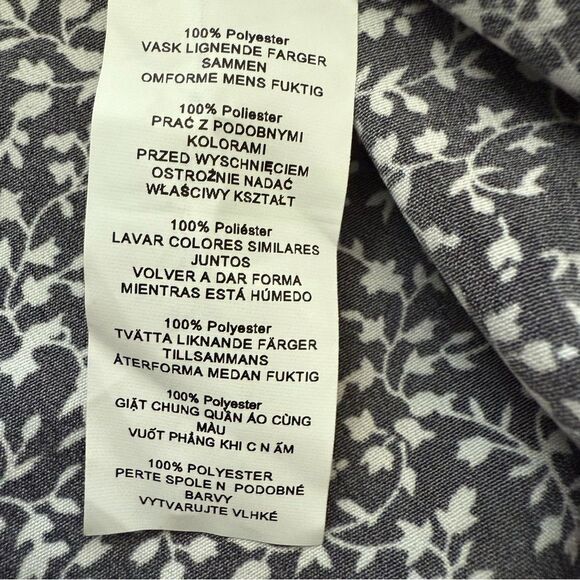 100% Polyester
VASK LIGNENDE FARGER
SAMMEN
OMFORME MENS FUKTIG
100% Poliester
PRAĆ Z PODOBNYMI
KOLORAMI
PRZED WYSCHNIĘCIEM
OSTROŻNIE NADAĆ
WŁAŚCIWY KSZTAŁT
100% Poliéster
LAVAR COLORES SIMILARES
JUNTOS
VOLVER A DAR FORMA
MIENTRAS ESTÁ HÚMEDO
100% Polyester
TVÄTTA LIKNANDE FÄRGER
TILLSAMMANS
ÅTERFORMA MEDAN FUKTIG
100% Polyester
GIẶT CHUNG QUẦN ÁO CÙNG
MÀU
VUỐT PHẲNG KHI C N ẨM
100% POLYESTER
PERTE SPOLE N PODOBNÉ
BARVY
VYTVARUJTE VLHKÉ